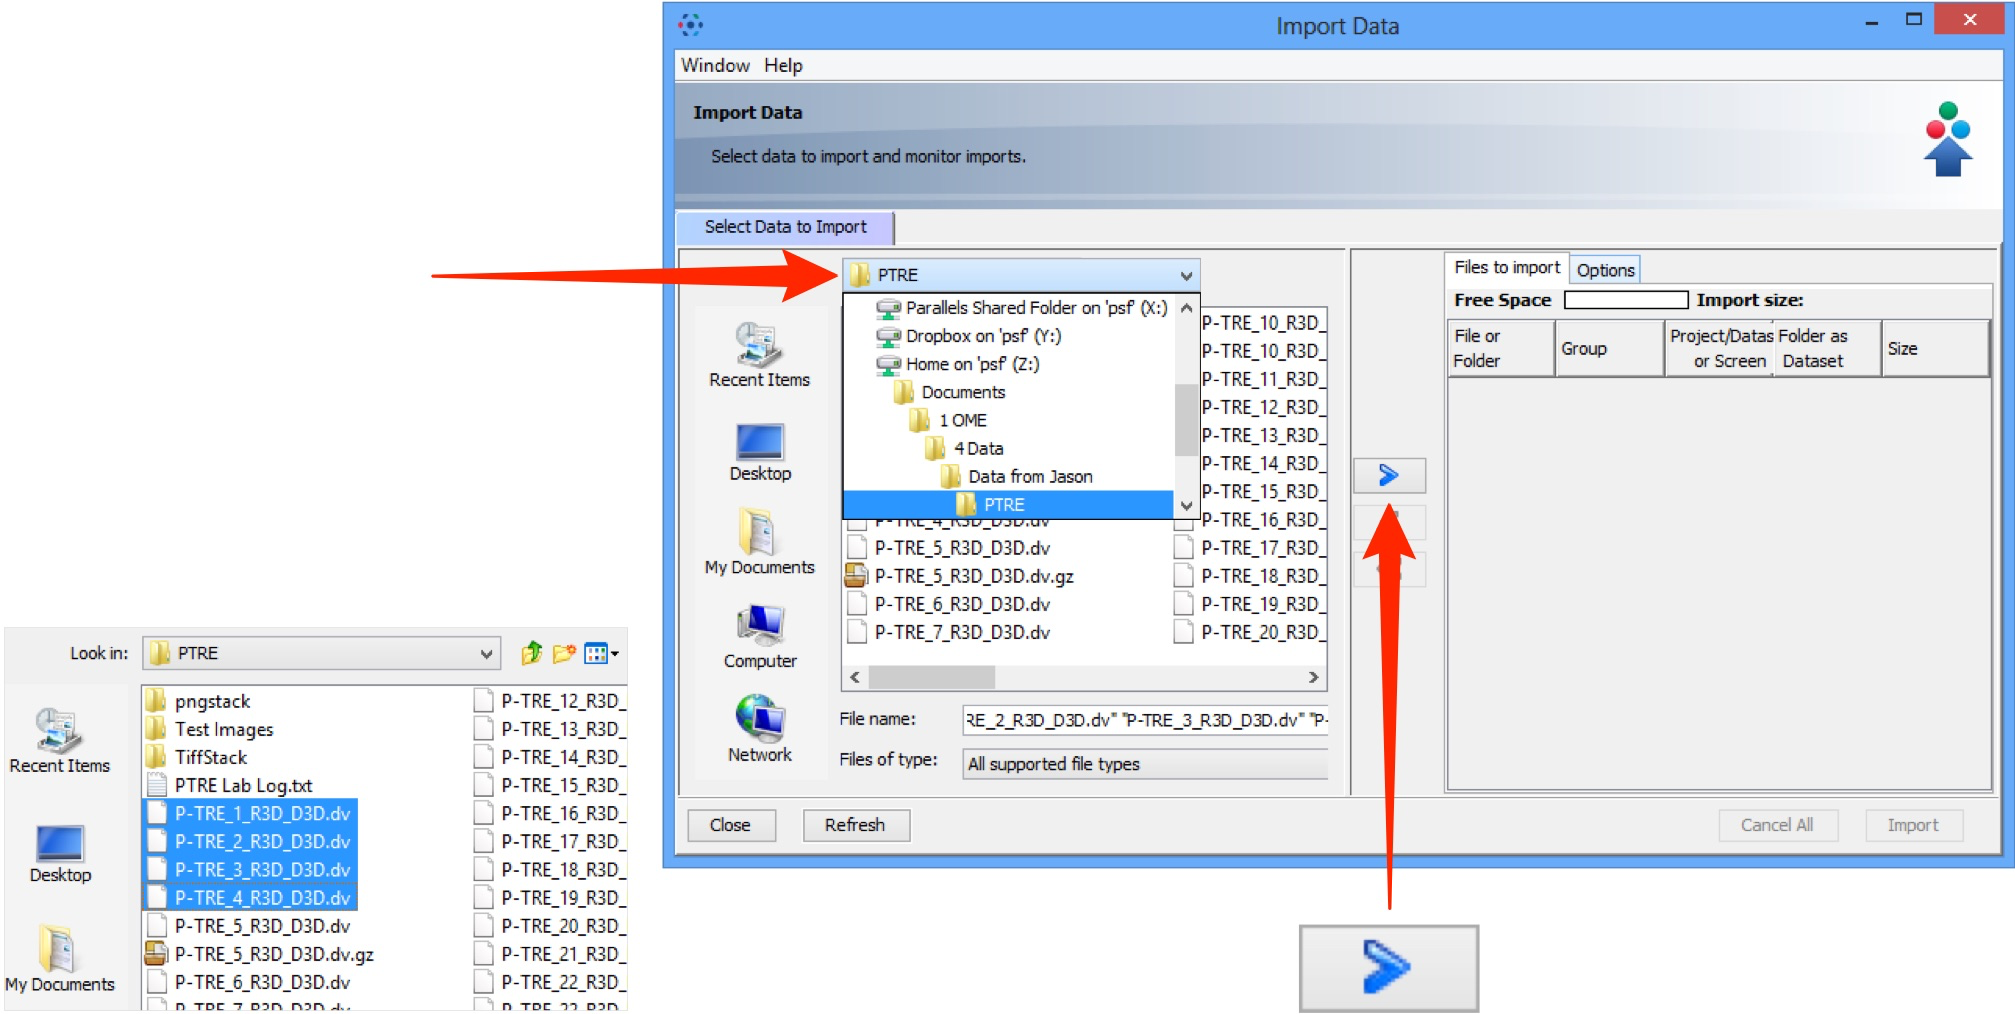 Import Data
Window Help
Import Data
Select data to import and monitor imports.
Select Data to Import
PTRE
Parallels Shared Folder on 'psf' (X:)
Dropbox on 'psf' (Y:)
Home on 'psf' (Z:)
Documents
1 OME
4 Data
Data from Jason
PTRE
P-TRE_4_R3D_D3D.dv
P-TRE_5_R3D_D3D.dv
P-TRE_5_R3D_D3D.dv.gz
P-TRE_6_R3D_D3D.dv
P-TRE_7_R3D_D3D.dv
P-TRE_10_R3D_
P-TRE_10_R3D_
P-TRE_11_R3D_
P-TRE_12_R3D_
P-TRE_13_R3D_
P-TRE_14_R3D_
P-TRE_15_R3D_
P-TRE_16_R3D_
P-TRE_17_R3D_
P-TRE_18_R3D_
P-TRE_19_R3D_
P-TRE_20_R3D_
Recent Items
Desktop
My Documents
Computer
Network
File name: RE_2_R3D_D3D.dv" "P-TRE_3_R3D_D3D.dv" "P-
Files of type: All supported file types
Files to import Options
Free Space Import size:
File or Folder
Group
Project/Datas or Screen
Folder as Dataset
Size
Close Refresh Cancel All Import
Look in: PTRE
Recent Items
Desktop
My Documents
pngstack
Test Images
TiffStack
PTRE Lab Log.txt
P-TRE_1_R3D_D3D.dv
P-TRE_2_R3D_D3D.dv
P-TRE_3_R3D_D3D.dv
P-TRE_4_R3D_D3D.dv
P-TRE_5_R3D_D3D.dv
P-TRE_5_R3D_D3D.dv.gz
P-TRE_6_R3D_D3D.dv
P-TRE_7_R3D_D3D.dv
P-TRE_12_R3D_
P-TRE_13_R3D_
P-TRE_14_R3D_
P-TRE_15_R3D_
P-TRE_16_R3D_
P-TRE_17_R3D_
P-TRE_18_R3D_
P-TRE_19_R3D_
P-TRE_20_R3D_
P-TRE_21_R3D_
P-TRE_22_R3D_